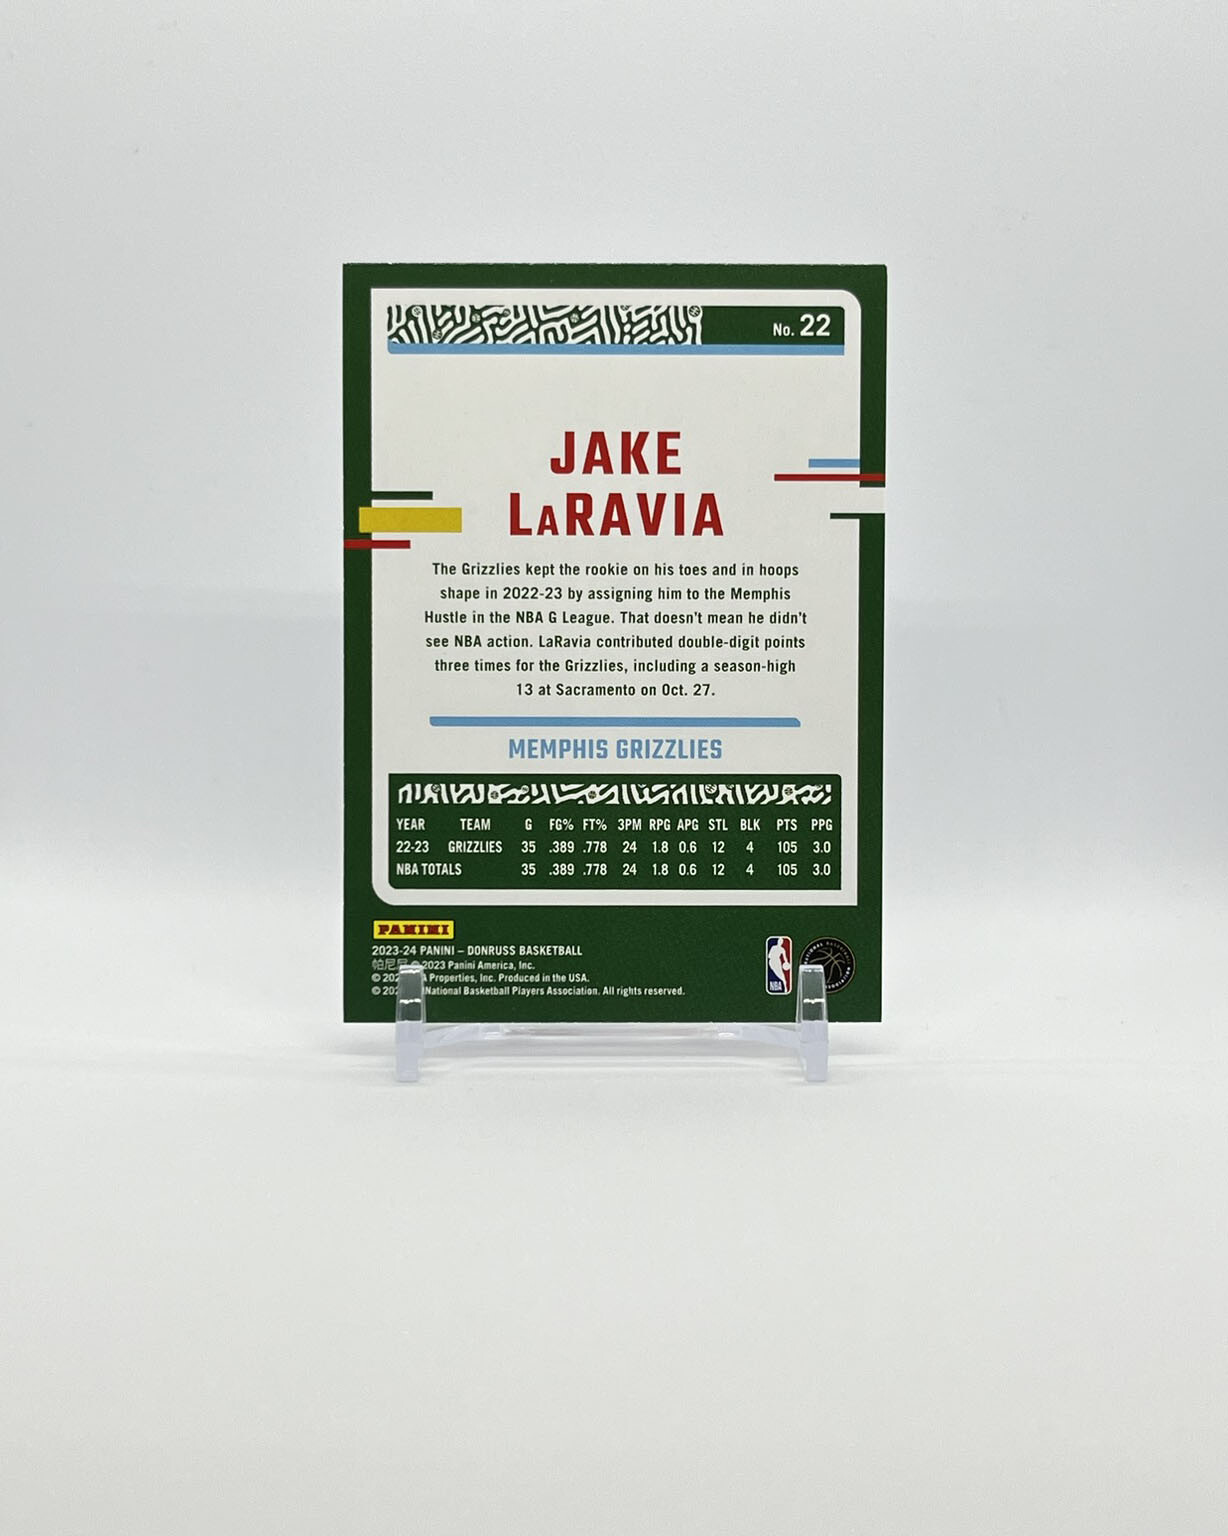 No. 22
JAKE
LaRAVIA
The Grizzlies kept the rookie on his toes and in hoops
shape in 2022-23 by assigning him to the Memphis
Hustle in the NBA G League. That doesn't mean he didn't
see NBA action. LaRavia contributed double-digit points
three times for the Grizzlies, including a season-high
13 at Sacramento on Oct. 27.
MEMPHIS GRIZZLIES
YEAR TEAM G FG% FT% 3PM RPG APG STL BLK PTS PPG
22-23 GRIZZLIES 35 .389 .778 24 1.8 0.6 12 4 105 3.0
NBA TOTALS 35 .389 .778 24 1.8 0.6 12 4 105 3.0
PANINI
2023-24 PANINI – DONRUSS BASKETBALL
帕尼尼 © 2023 Panini America, Inc.
© Properties, Inc. Produced in the USA.
© National Basketball Players Association. All rights reserved.
NBA